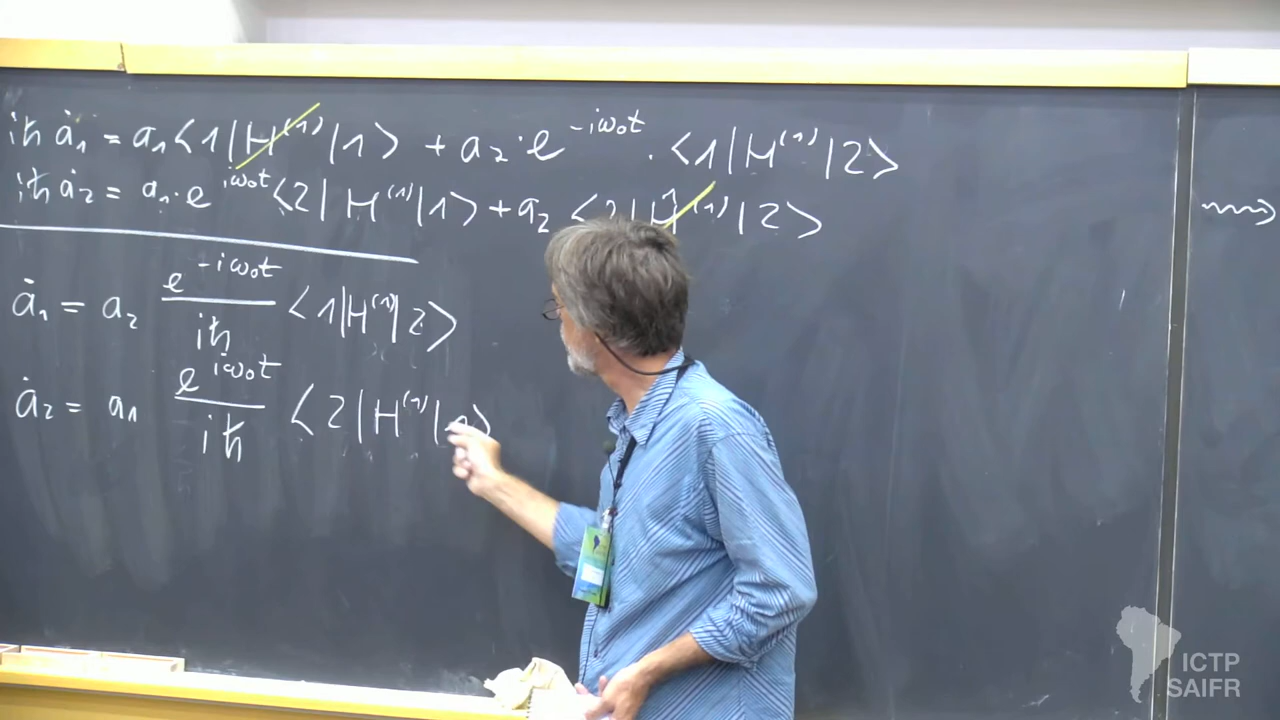 iħ ȧ₁ = a₁⟨1|H⁽¹⁾|1⟩ + a₂·e^{-iω₀t}·⟨1|H⁽¹⁾|2⟩
iħ ȧ₂ = a₁·e^{iω₀t}⟨2|H⁽¹⁾|1⟩ + a₂⟨2|H⁽¹⁾|2⟩
ȧ₁ = a₂ e^{-iω₀t}/iħ ⟨1|H⁽¹⁾|2⟩
ȧ₂ = a₁ e^{iω₀t}/iħ ⟨2|H⁽¹⁾| ⟩
ICTP
SAIFR